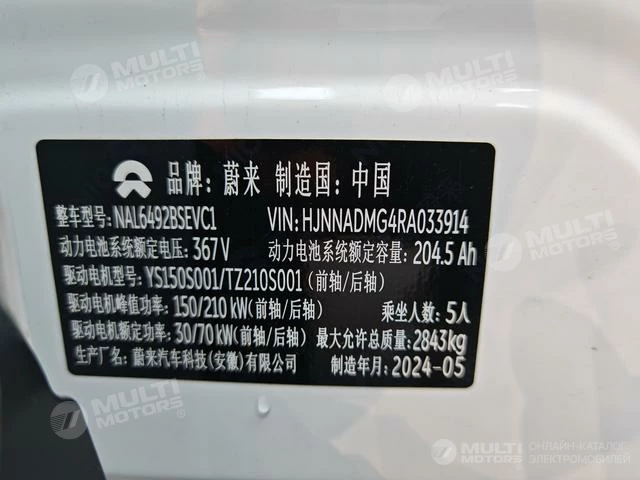 MULTI
MOTORS®
MULTI
MOTORS®
品牌: 蔚来 制造国: 中国
整车型号: NAL6492BSEVC1 VIN: HJNNADMG4RA033914
动力电池系统额定电压: 367V 动力电池系统额定容量: 204.5 Ah
驱动电机型号: YS150S001/TZ210S001 (前轴/后轴)
驱动电机峰值功率: 150/210 kW(前轴/后轴) 乘坐人数: 5人
驱动电机额定功率: 30/70 kW(前轴/后轴) 最大允许总质量: 2843kg
生产厂名: 蔚来汽车科技(安徽)有限公司 制造年月: 2024-05
MULTI
MOTORS®
MULTI
MOTORS
ОНЛАЙН-КАТАЛОГ
ЭЛЕКТРОМОБИЛЕЙ